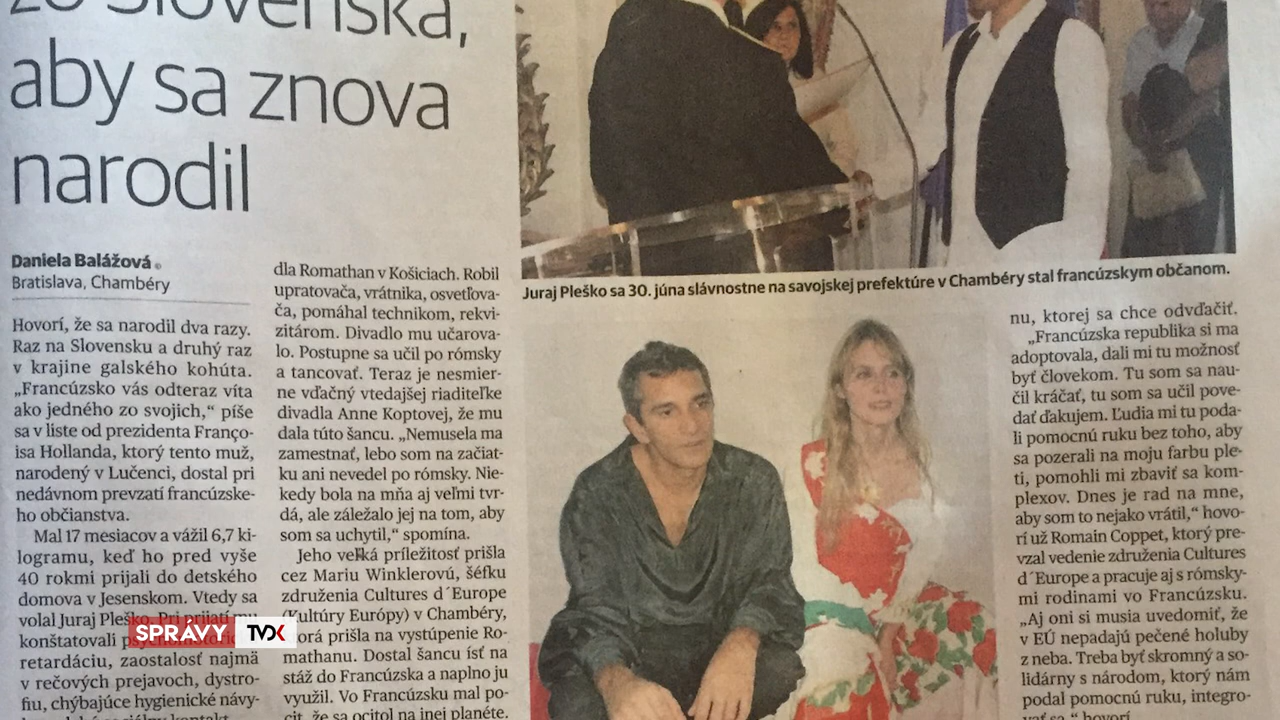 zo Slovenska,
aby sa znova
narodil
Daniela Balážová
Bratislava, Chambéry
Hovorí, že sa narodil dva razy.
Raz na Slovensku a druhý raz
v krajine galského kohúta.
„Francúzsko vás odteraz víta
ako jedného zo svojich,“ píše
sa v liste od prezidenta Franço-
isa Hollanda, ktorý tento muž,
narodený v Lučenci, dostal pri
nedávnom prevzatí francúzske-
ho občianstva.
Mal 17 mesiacov a vážil 6,7 ki-
logramu, keď ho pred vyše
40 rokmi prijali do detského
domova v Jesenskom. Vtedy sa
volal Juraj Pleško. Pri prijatí mu
konštatovali psychomotorickú
retardáciu, zaostalosť najmä
v rečových prejavoch, dystro-
fiu, chýbajúce hygienické návy-
dla Romathan v Košiciach. Robil
upratovača, vrátnika, osvetľova-
ča, pomáhal technikom, rekvi-
zitárom. Divadlo mu učarova-
lo. Postupne sa učil po rómsky
a tancovať. Teraz je nesmier-
ne vďačný vtedajšej riaditeľke
divadla Anne Koptovej, že mu
dala túto šancu. „Nemusela ma
zamestnať, lebo som na začiat-
ku ani nevedel po rómsky. Nie-
kedy bola na mňa aj veľmi tvr-
dá, ale záležalo jej na tom, aby
som sa uchytil,“ spomína.
Jeho veľká príležitosť prišla
cez Mariu Winklerovú, šéfku
združenia Cultures d´Europe
(Kultúry Európy) v Chambéry,
ktorá prišla na vystúpenie Ro-
mathanu. Dostal šancu ísť na
stáž do Francúzska a naplno ju
využil. Vo Francúzsku mal po-
cit, že sa ocitol na inej planéte.
Juraj Pleško sa 30. júna slávnostne na savojskej prefektúre v Chambéry stal francúzskym občanom.
nu, ktorej sa chce odvďačiť.
„Francúzska republika si ma
adoptovala, dali mi tu možnosť
byť človekom. Tu som sa nau-
čil kráčať, tu som sa učil pove-
dať ďakujem. Ľudia mi tu poda-
li pomocnú ruku bez toho, aby
sa pozerali na moju farbu ple-
ti, pomohli mi zbaviť sa kom-
plexov. Dnes je rad na mne,
aby som to nejako vrátil,“ hovo-
rí už Romain Coppet, ktorý pre-
vzal vedenie združenia Cultures
d´Europe a pracuje aj s rómsky-
mi rodinami vo Francúzsku.
„Aj oni si musia uvedomiť, že
v EÚ nepadajú pečené holuby
z neba. Treba byť skromný a so-
lidárny s národom, ktorý nám
podal pomocnú ruku, integro-
vať sa,“ hovorí
SPRÁVY TVDK